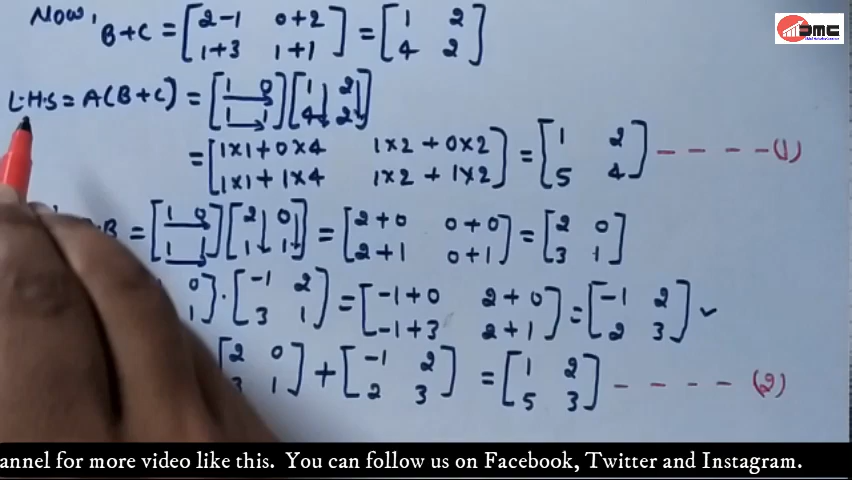 Now, B+C = [2-1 0+2 1+3 1+1] = [1 2 4 2]
L.H.S = A(B+C) = [1 0 1 1] [1 2 4 2]
= [1×1+0×4 1×2+0×2 1×1+1×4 1×2+1×2] = [1 2 5 4] - - - - (1)
B = [1 0 1 1] [2 0 1 1] = [2+0 0+0 2+1 0+1] = [2 0 3 1]
0 1] · [-1 2 3 1] = [-1+0 2+0 -1+3 2+1] = [-1 2 2 3] ✓
[2 0 3 1] + [-1 2 2 3] = [1 2 5 3] - - - - (2)
DMC
annel for more video like this. You can follow us on Facebook, Twitter and Instagram.